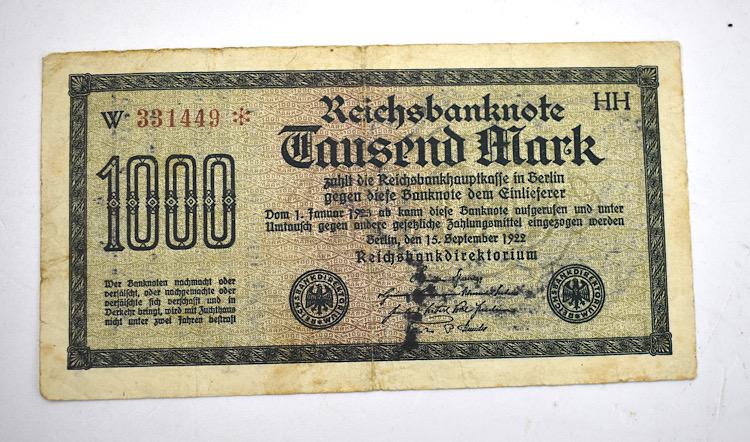 W· 331449 *
HH
Reichsbanknote
Tausend Mark
1000
zahlt die Reichsbankhauptkasse in Berlin
gegen diese Banknote dem Einlieferer
Vom 1. Januar 1923 ab kann diese Banknote aufgerufen und unter
Umtausch gegen andere gesetzliche Zahlungsmittel eingezogen werden
Berlin, den 15. September 1922
Reichsbankdirektorium
Wer Banknoten nachmacht oder
verfälscht, oder nachgemachte oder
verfälschte sich verschafft und in
Verkehr bringt, wird mit Zuchthaus
nicht unter zwei Jahren bestraft
REICHSBANKDIREKTORIUM
REICHSBANKDIREKTORIUM